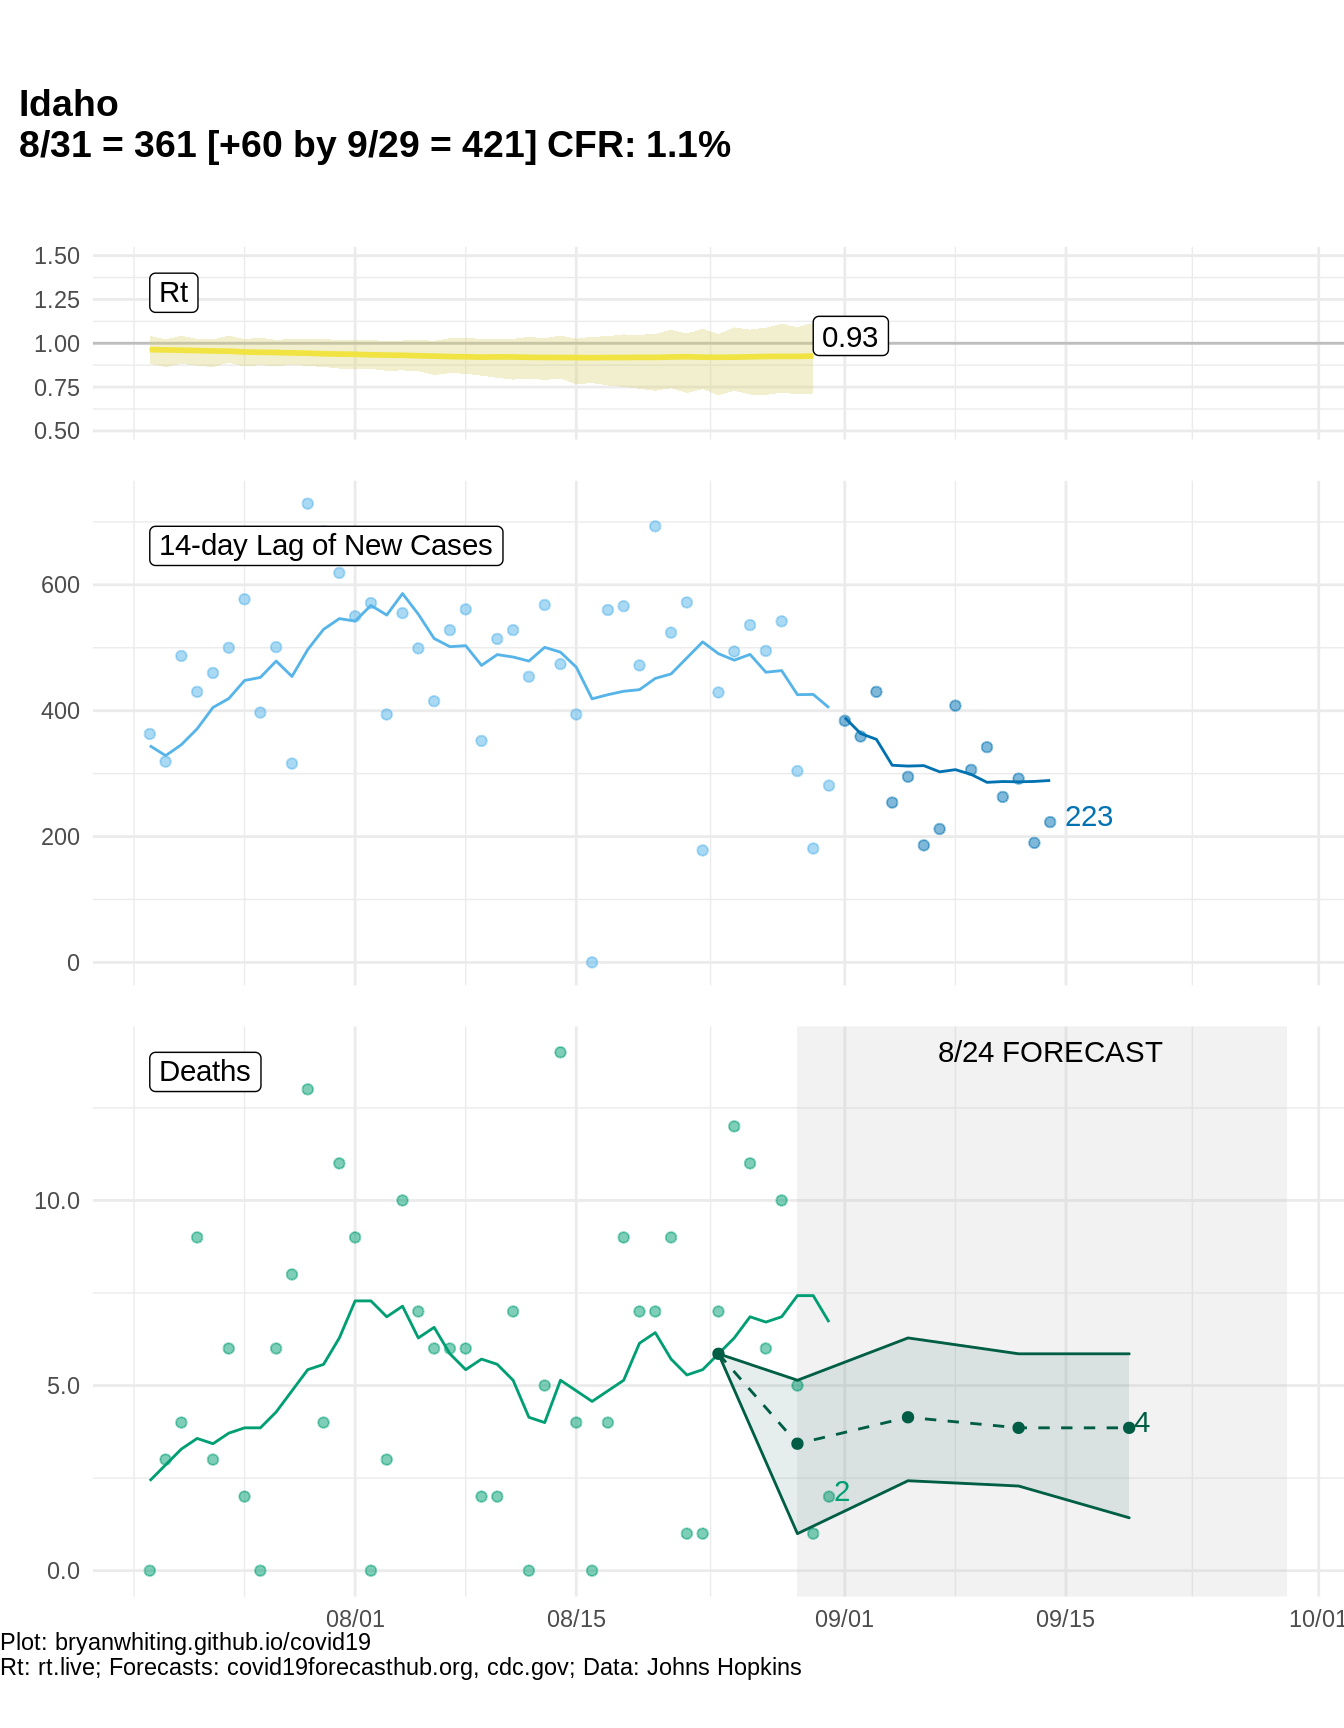 Idaho
8/31 = 361 [+60 by 9/29 = 421] CFR: 1.1%
1.50
1.25
1.00
0.75
0.50
Rt
0.93
14-day Lag of New Cases
600
400
200
0
223
Deaths
8/24 FORECAST
10.0
5.0
0.0
4
2
08/01
08/15
09/01
09/15
10/01
Plot: bryanwhiting.github.io/covid19
Rt: rt.live; Forecasts: covid19forecasthub.org, cdc.gov; Data: Johns Hopkins